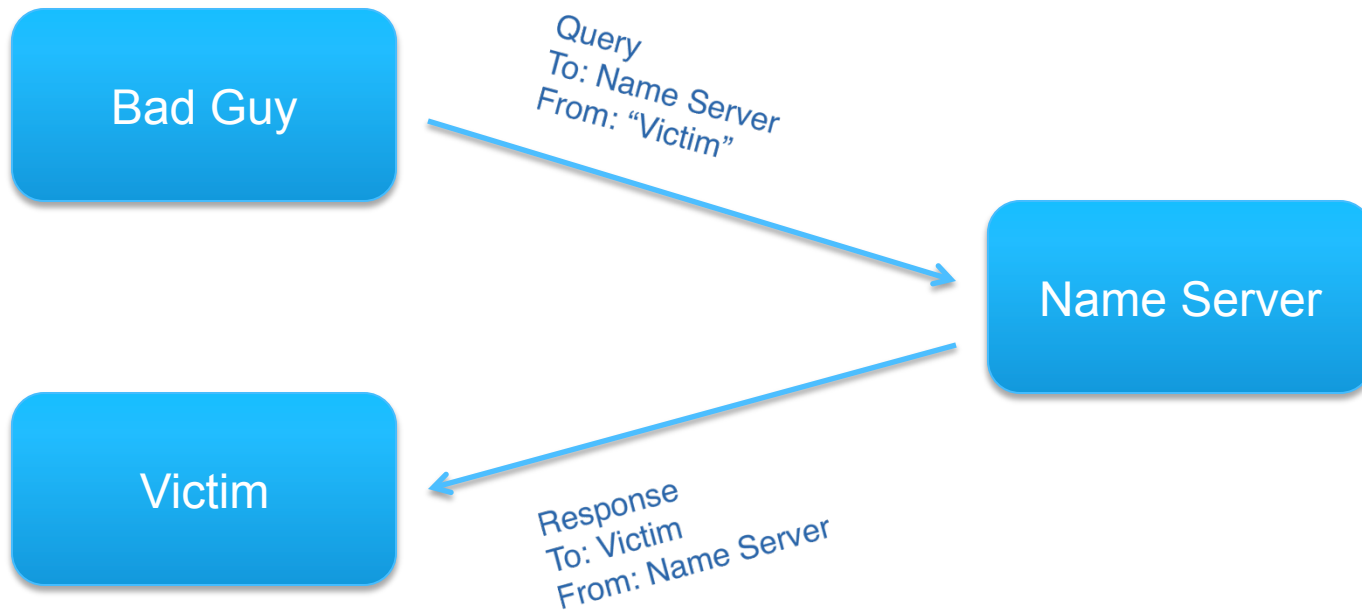 Bad Guy
Query
To: Name Server
From: “Victim”
Name Server
Victim
Response
To: Victim
From: Name Server